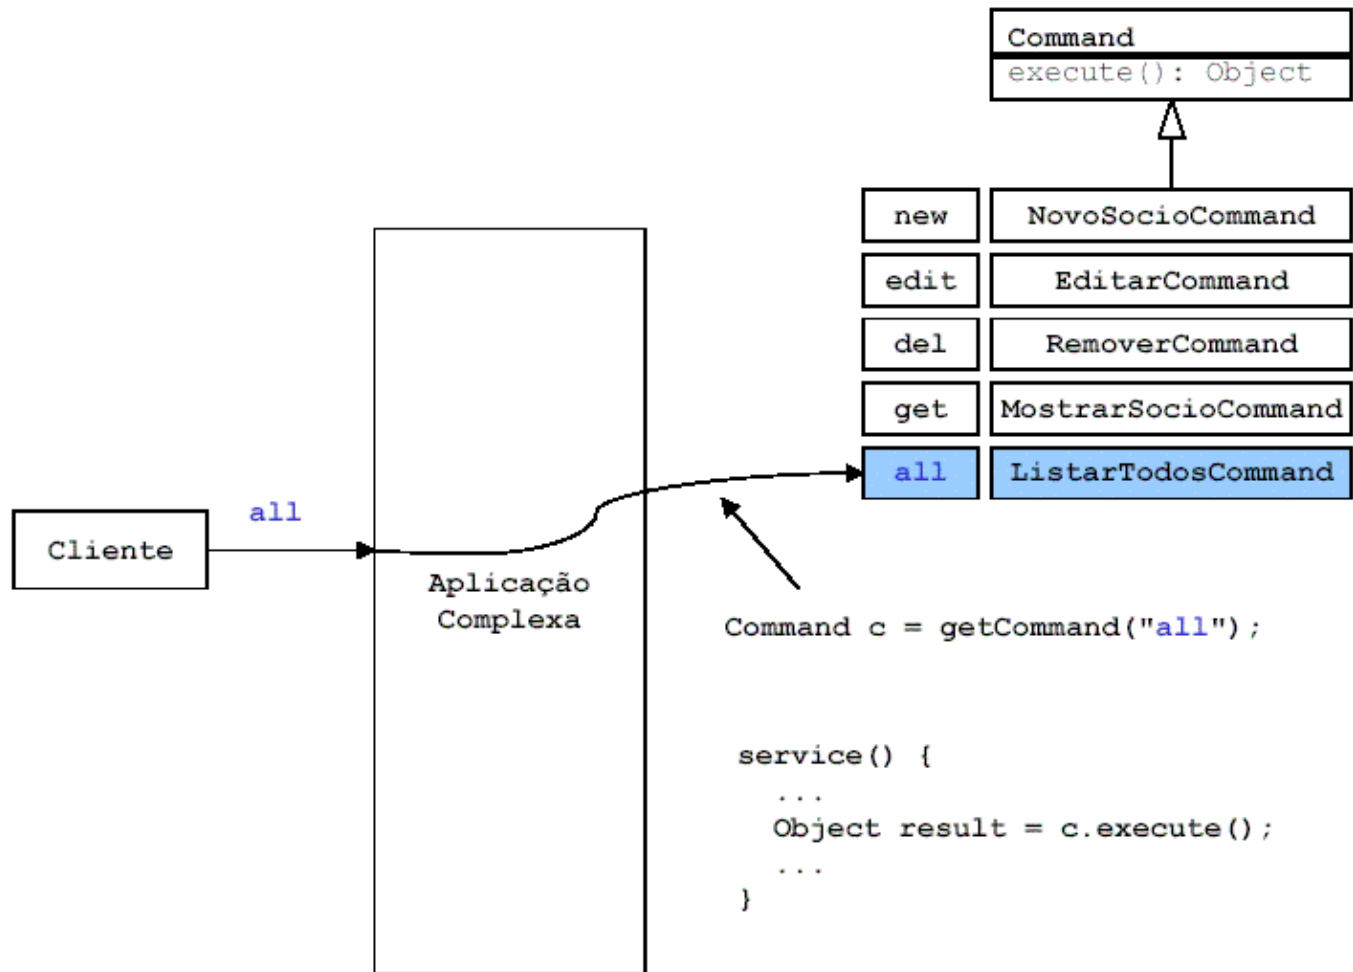 Command
execute(): Object
new NovoSocioCommand
edit EditarCommand
del RemoverCommand
get MostrarSocioCommand
all ListarTodosCommand
all
Cliente
Aplicação
Complexa
Command c = getCommand("all");
service() {
...
Object result = c.execute();
...
}